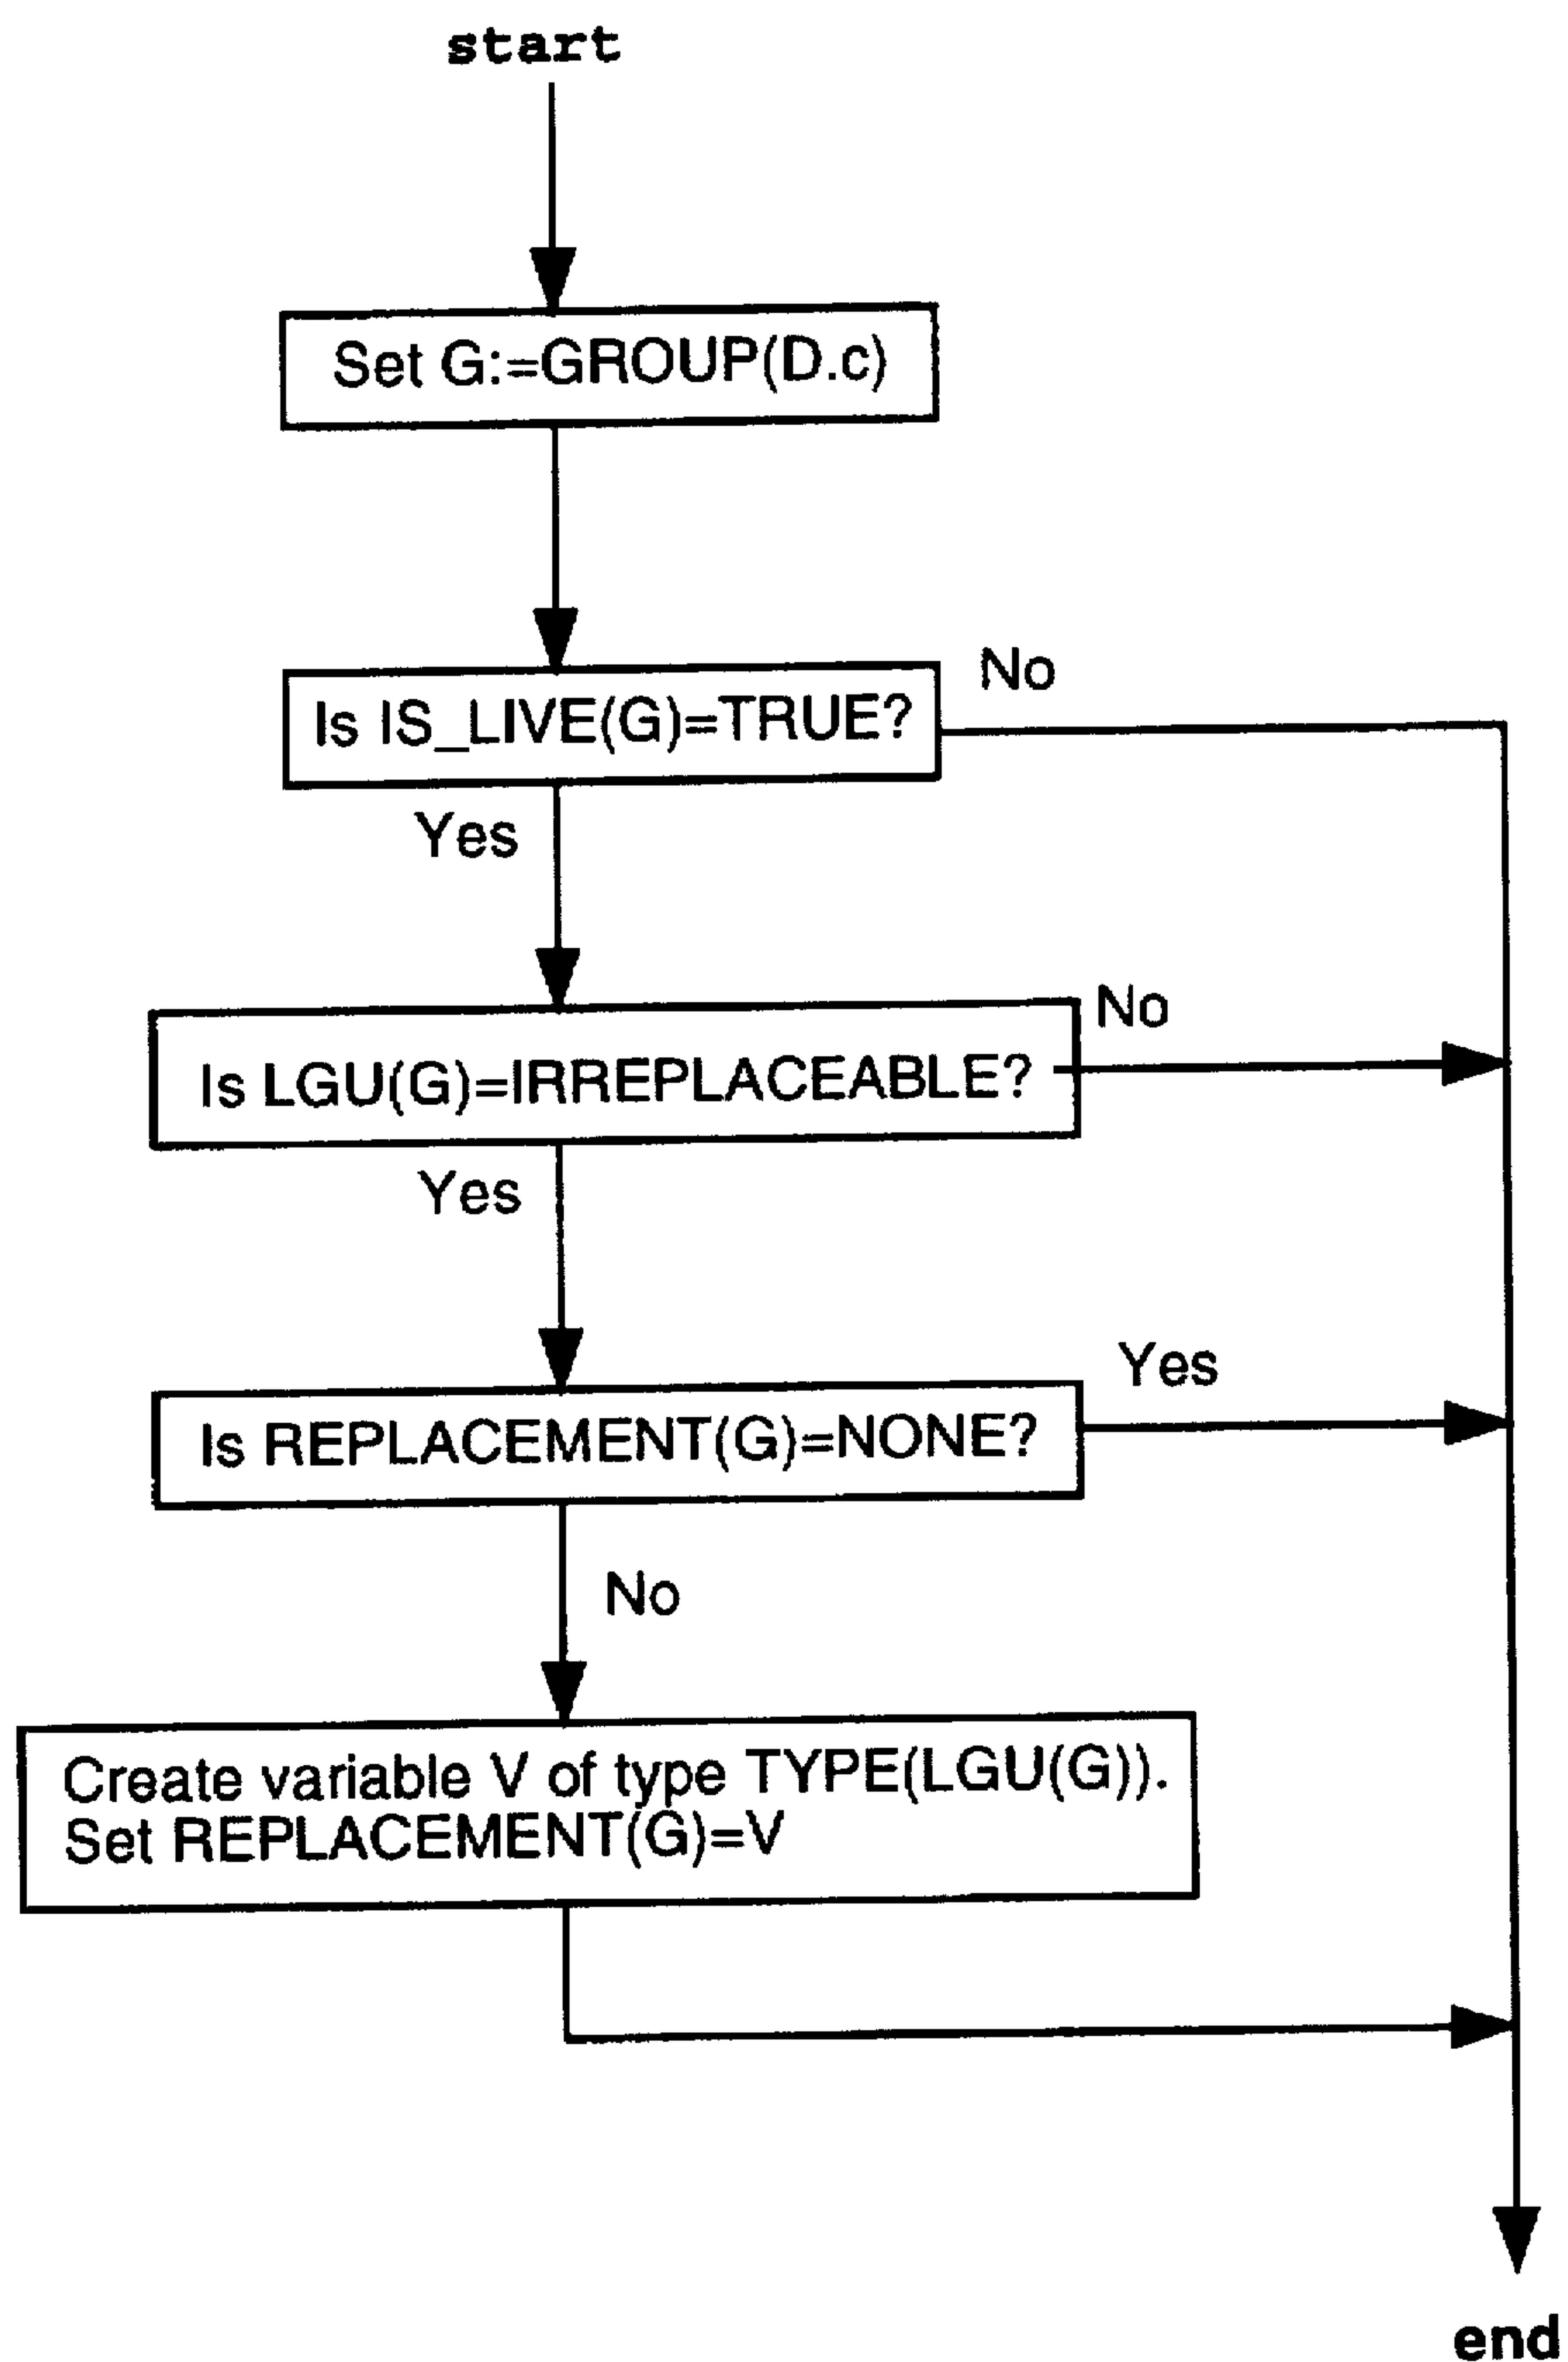 start
Set G:=GROUP(D.c)
Is IS_LIVE(G)=TRUE?
No
Yes
Is LGU(G)=IRREPLACEABLE?
No
Yes
Is REPLACEMENT(G)=NONE?
Yes
No
Create variable V of type TYPE(LGU(G)).
Set REPLACEMENT(G)=V
end